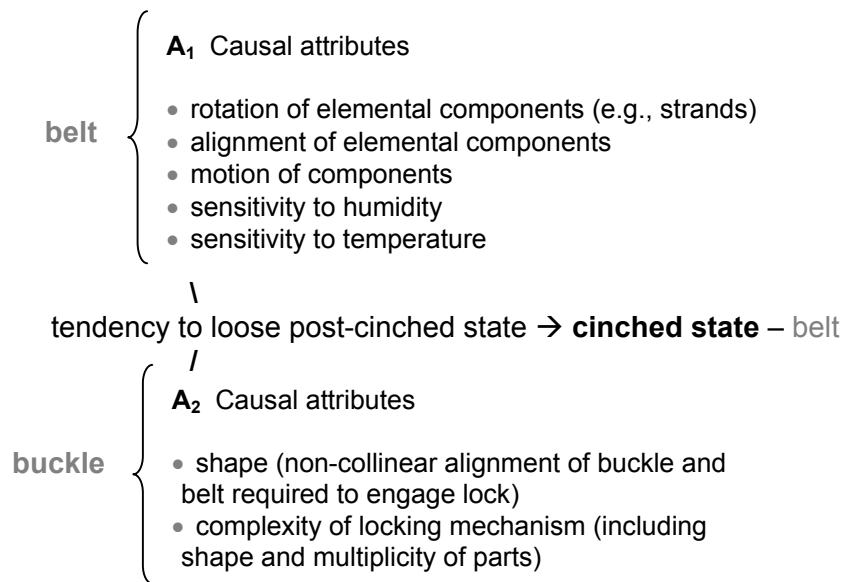 A₁ Causal attributes
• rotation of elemental components (e.g., strands)
belt
• alignment of elemental components
• motion of components
• sensitivity to humidity
• sensitivity to temperature
\
tendency to loose post-cinched state → cinched state – belt
/
A₂ Causal attributes
buckle
• shape (non-collinear alignment of buckle and
belt required to engage lock)
• complexity of locking mechanism (including
shape and multiplicity of parts)